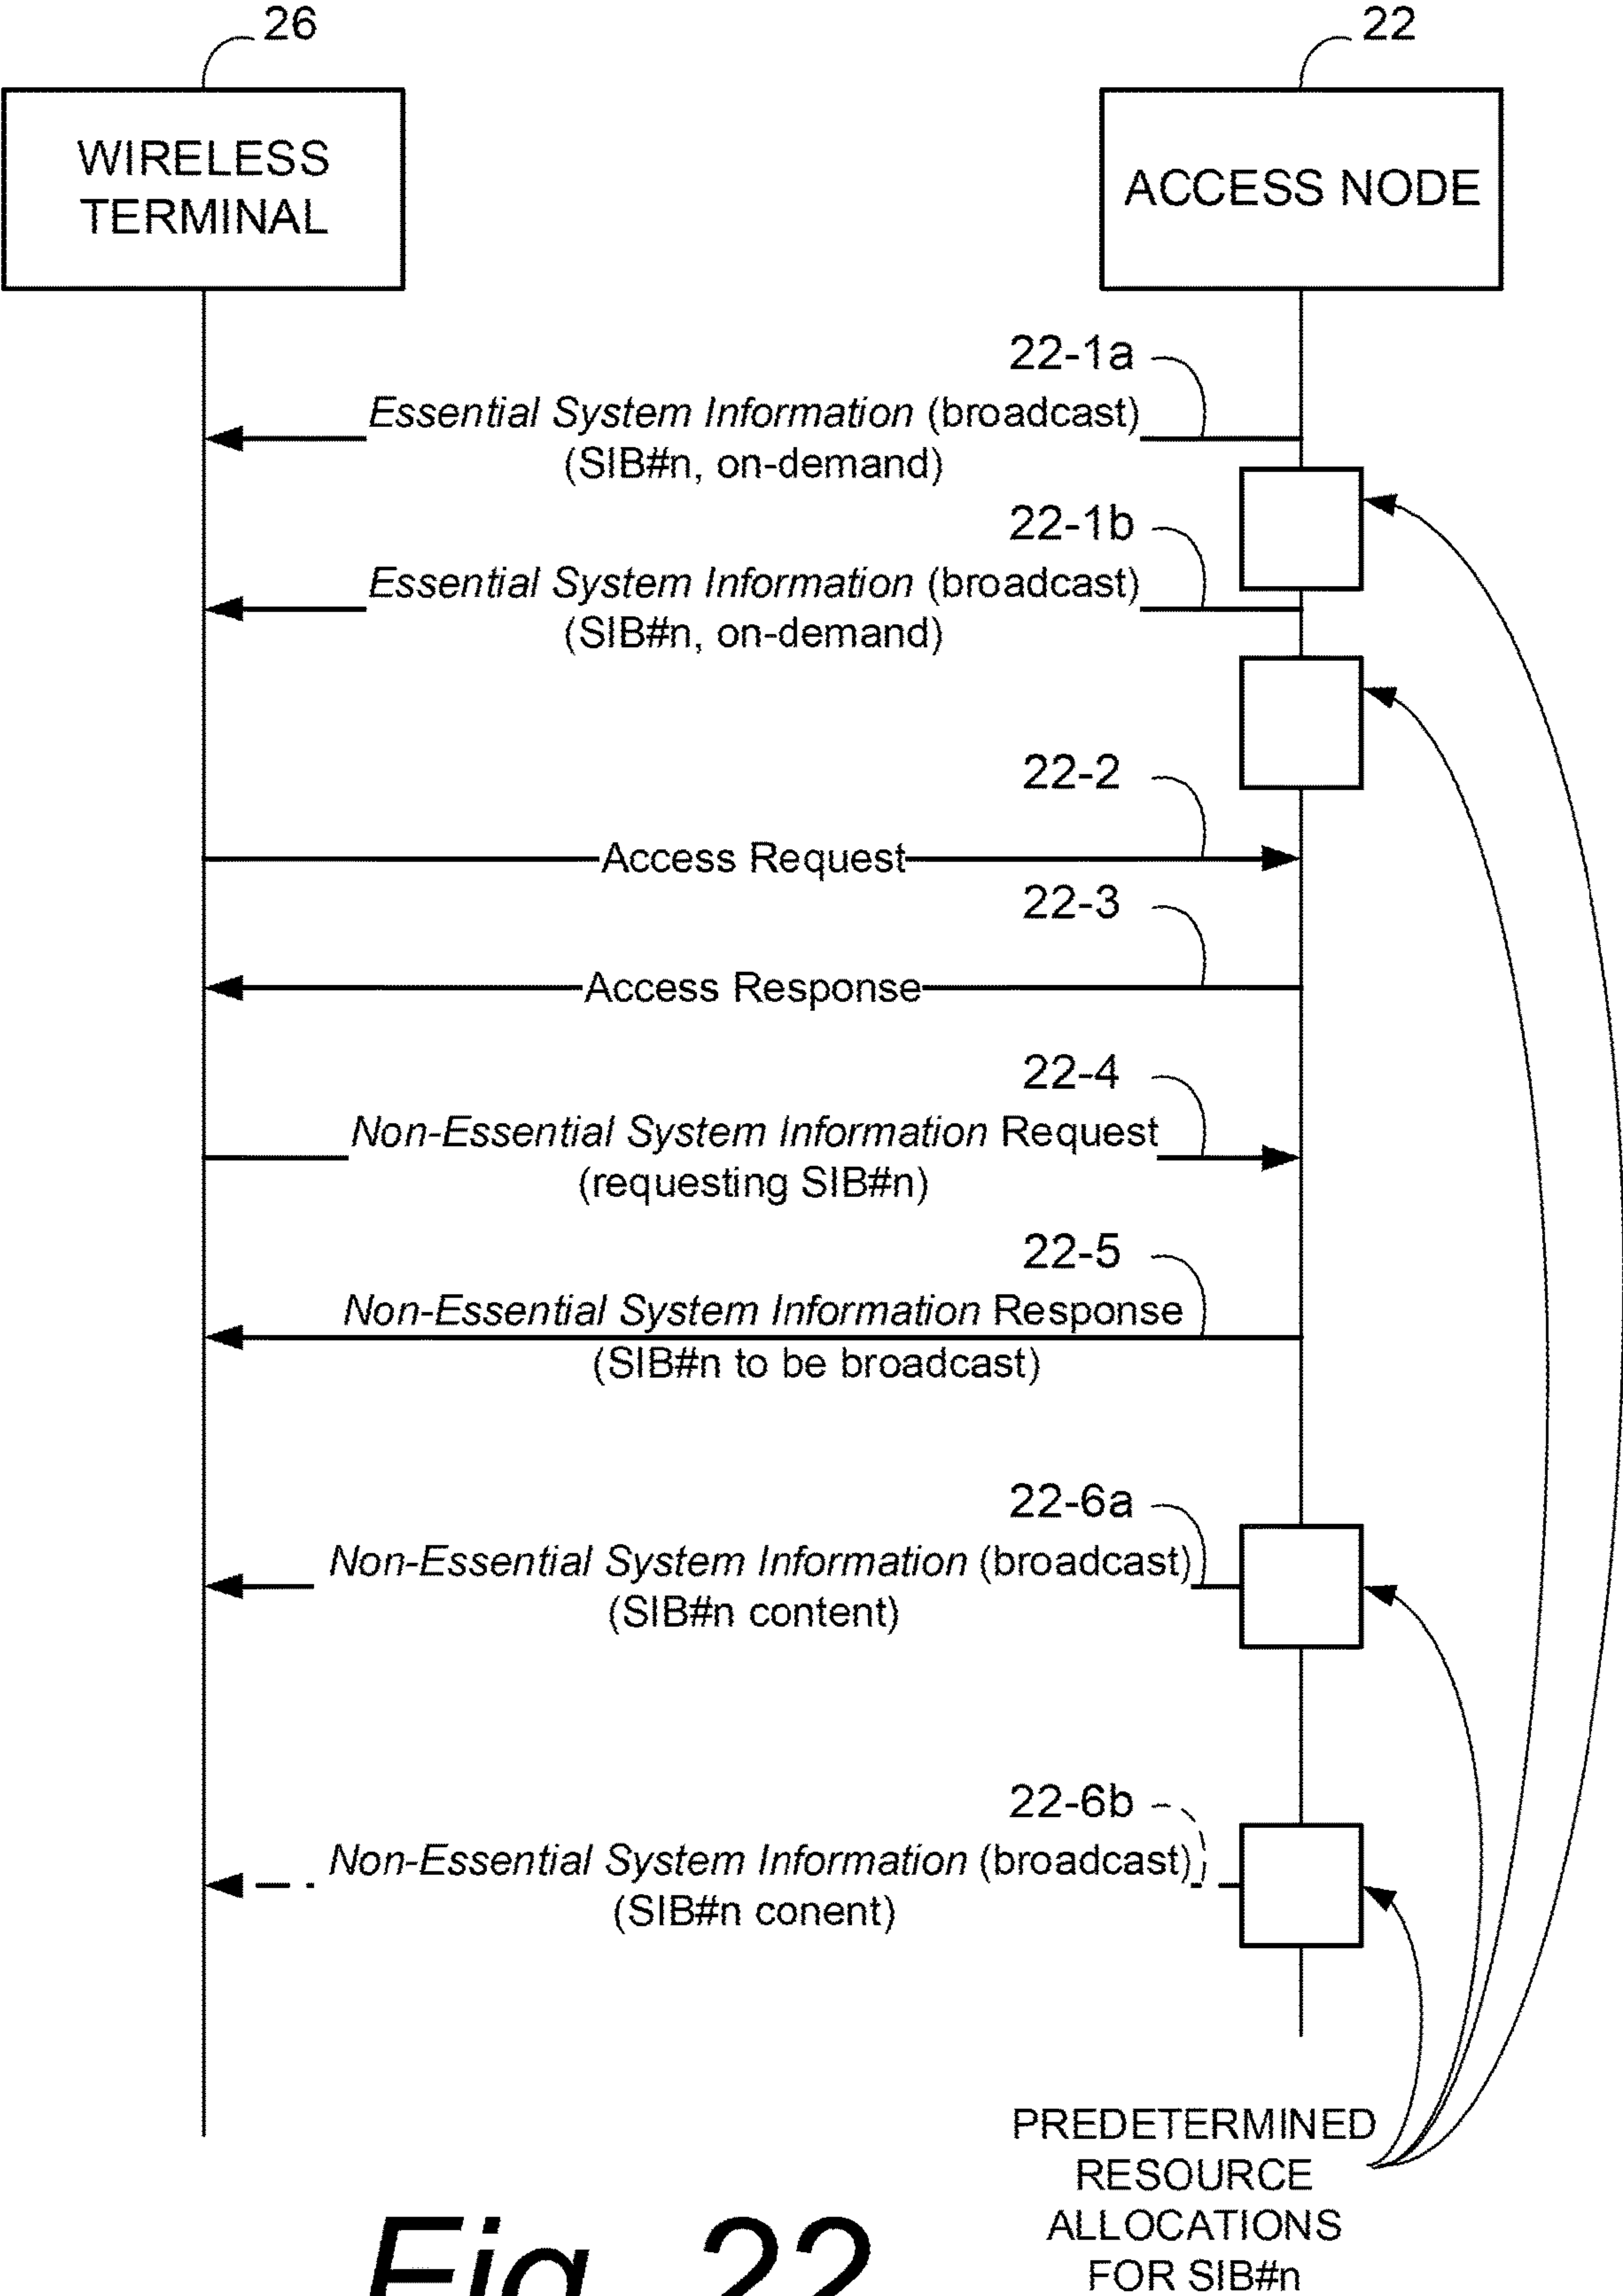 26
22
WIRELESS
TERMINAL
ACCESS NODE
22-1a
Essential System Information (broadcast)
(SIB#n, on-demand)
22-1b
Essential System Information (broadcast)
(SIB#n, on-demand)
22-2
Access Request
22-3
Access Response
22-4
Non-Essential System Information Request
(requesting SIB#n)
22-5
Non-Essential System Information Response
(SIB#n to be broadcast)
22-6a
Non-Essential System Information (broadcast)
(SIB#n content)
22-6b
Non-Essential System Information (broadcast)
(SIB#n conent)
PREDETERMINED
RESOURCE
ALLOCATIONS
FOR SIB#n
Fig. 22